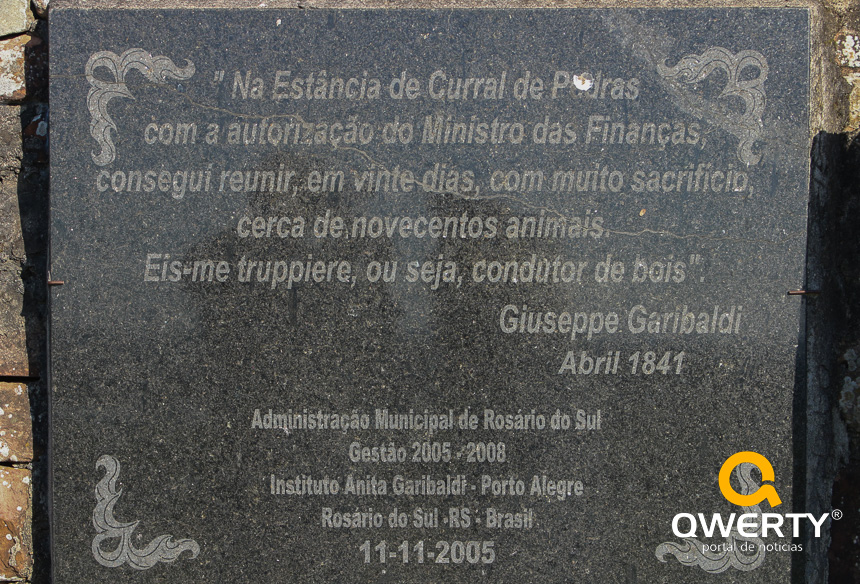 " Na Estância de Curral de Pedras
com a autorização do Ministro das Finanças,
consegui reunir, em vinte dias, com muito sacrifício,
cerca de novecentos animais.
Eis-me truppiere, ou seja, condutor de bois".
Giuseppe Garibaldi
Abril 1841
Administração Municipal de Rosário do Sul
Gestão 2005 - 2008
Instituto Anita Garibaldi - Porto Alegre
Rosário do Sul -RS - Brasil
11-11-2005
QWERTY®
portal de notícias